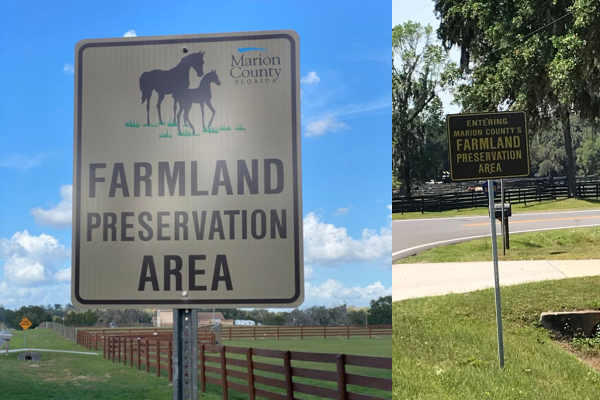 Marion
County
FLORIDA
FARMLAND
PRESERVATION
AREA
ENTERING
MARION COUNTY'S
FARMLAND
PRESERVATION
AREA